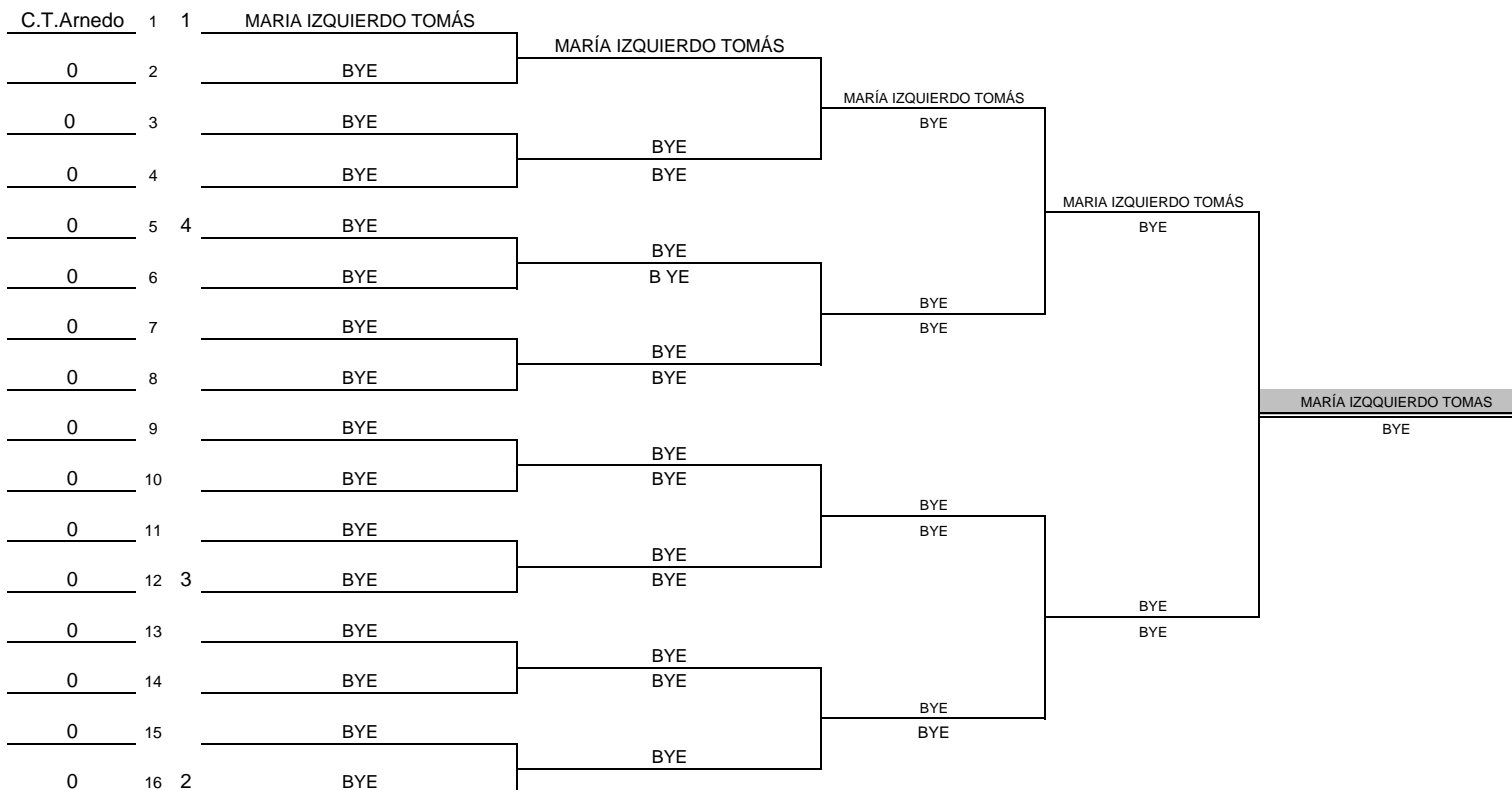 C.T.Arnedo 1 1 MARIA IZQUIERDO TOMÁS
MARÍA IZQUIERDO TOMÁS
0 2 BYE
MARÍA IZQUIERDO TOMÁS
0 3 BYE
BYE
BYE
0 4 BYE
BYE
MARIA IZQUIERDO TOMÁS
0 5 4 BYE
BYE
BYE
0 6 BYE
B YE
BYE
0 7 BYE
BYE
BYE
0 8 BYE
BYE
MARÍA IZQQUIERDO TOMAS
0 9 BYE
BYE
BYE
0 10 BYE
BYE
BYE
0 11 BYE
BYE
BYE
0 12 3 BYE
BYE
BYE
0 13 BYE
BYE
BYE
0 14 BYE
BYE
BYE
0 15 BYE
BYE
BYE
0 16 2 BYE